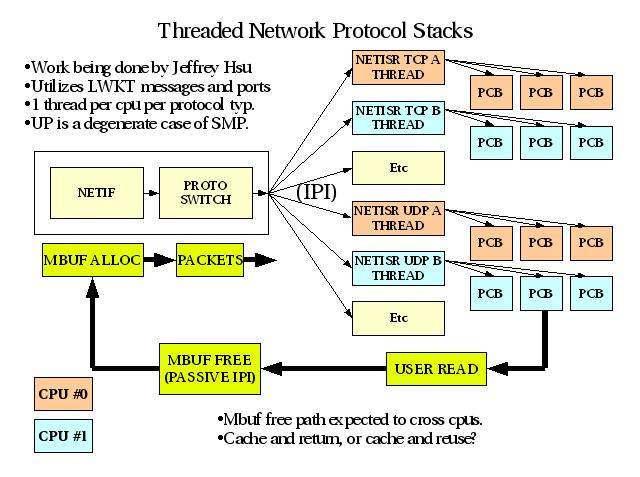 Threaded Network Protocol Stacks
•Work being done by Jeffrey Hsu
•Utilizes LWKT messages and ports
•1 thread per cpu per protocol typ.
•UP is a degenerate case of SMP.
NETISR TCP A
THREAD
PCB PCB PCB
NETISR TCP B
THREAD
PCB PCB PCB
Etc
NETIF
PROTO
SWITCH
(IPI)
NETISR UDP A
THREAD
PCB PCB PCB
MBUF ALLOC
PACKETS
NETISR UDP B
THREAD
PCB PCB PCB
Etc
MBUF FREE
(PASSIVE IPI)
USER READ
CPU #0
CPU #1
•Mbuf free path expected to cross cpus.
•Cache and return, or cache and reuse?